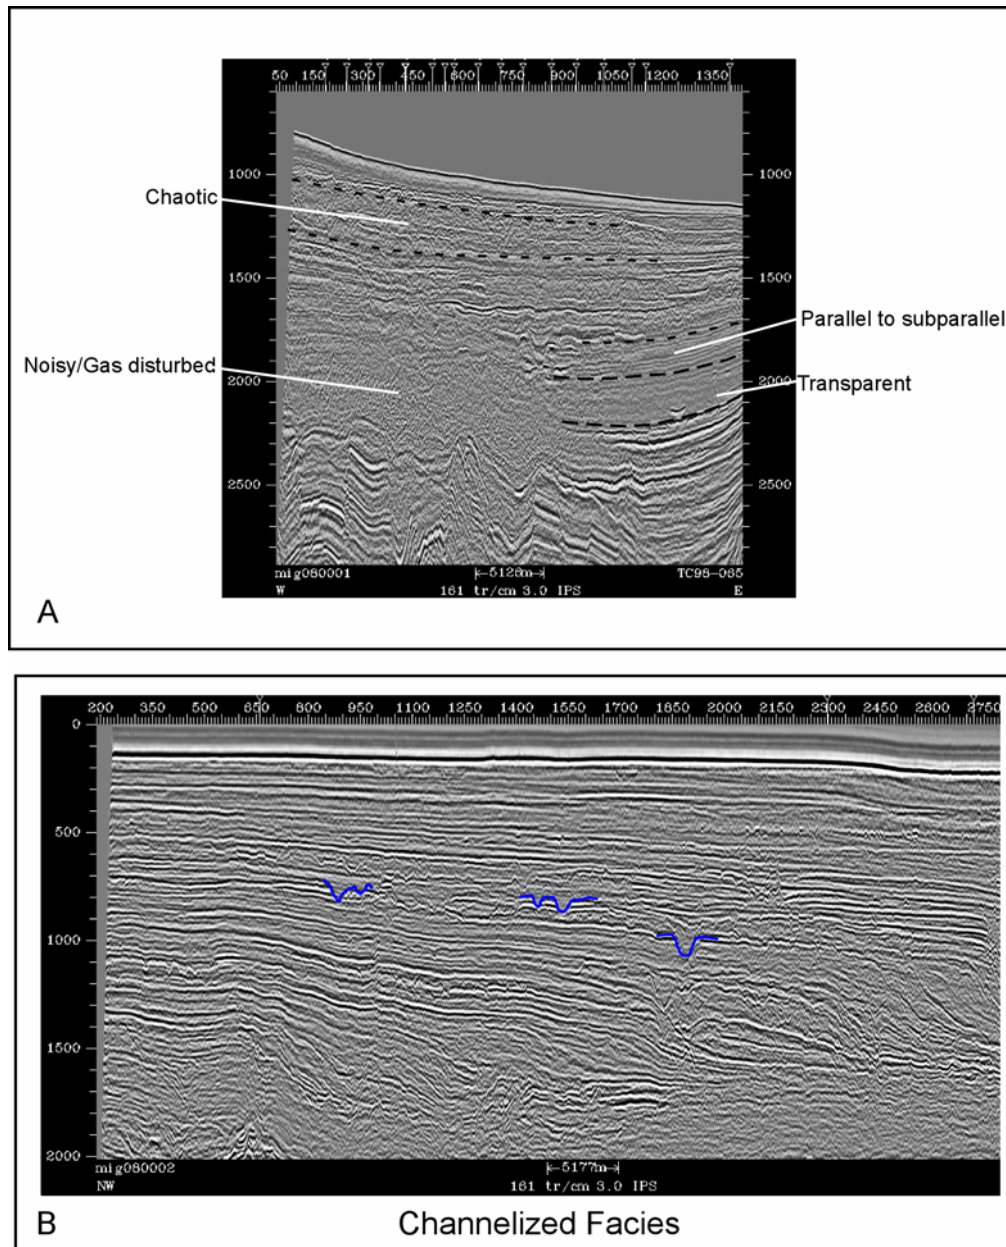 50 150 300 450 600 750 900 1050 1200 1350
Chaotic
1000 1000
1500 1500
Parallel to subparallel
Noisy/Gas disturbed
2000 2000
Transparent
2500 2500
mig080001 5126m TC98-065
W 161 tr/cm 3.0 IPS E
A
200 350 500 650 800 950 1100 1250 1400 1550 1700 1850 2000 2150 2300 2450 2600 2750
0
500
1000
1500
2000
mig080002 5177m
NW 161 tr/cm 3.0 IPS
B Channelized Facies